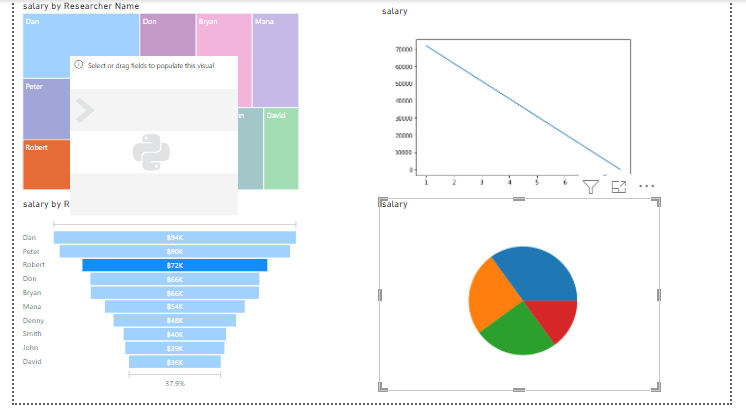 salary by Researcher Name
Dan
Don
Bryan
Mana
Peter
Robert
David
Select or drag fields to populate this visual
salary
70000
60000
50000
40000
30000
20000
10000
0
1
2
3
4
5
6
salary by R
Dan
฿94K
Peter
฿90K
Robert
฿72K
Don
฿66K
Bryan
฿66K
Mana
฿54K
Denny
฿48K
Smith
฿40K
John
฿39K
David
฿36K
37.9%
salary